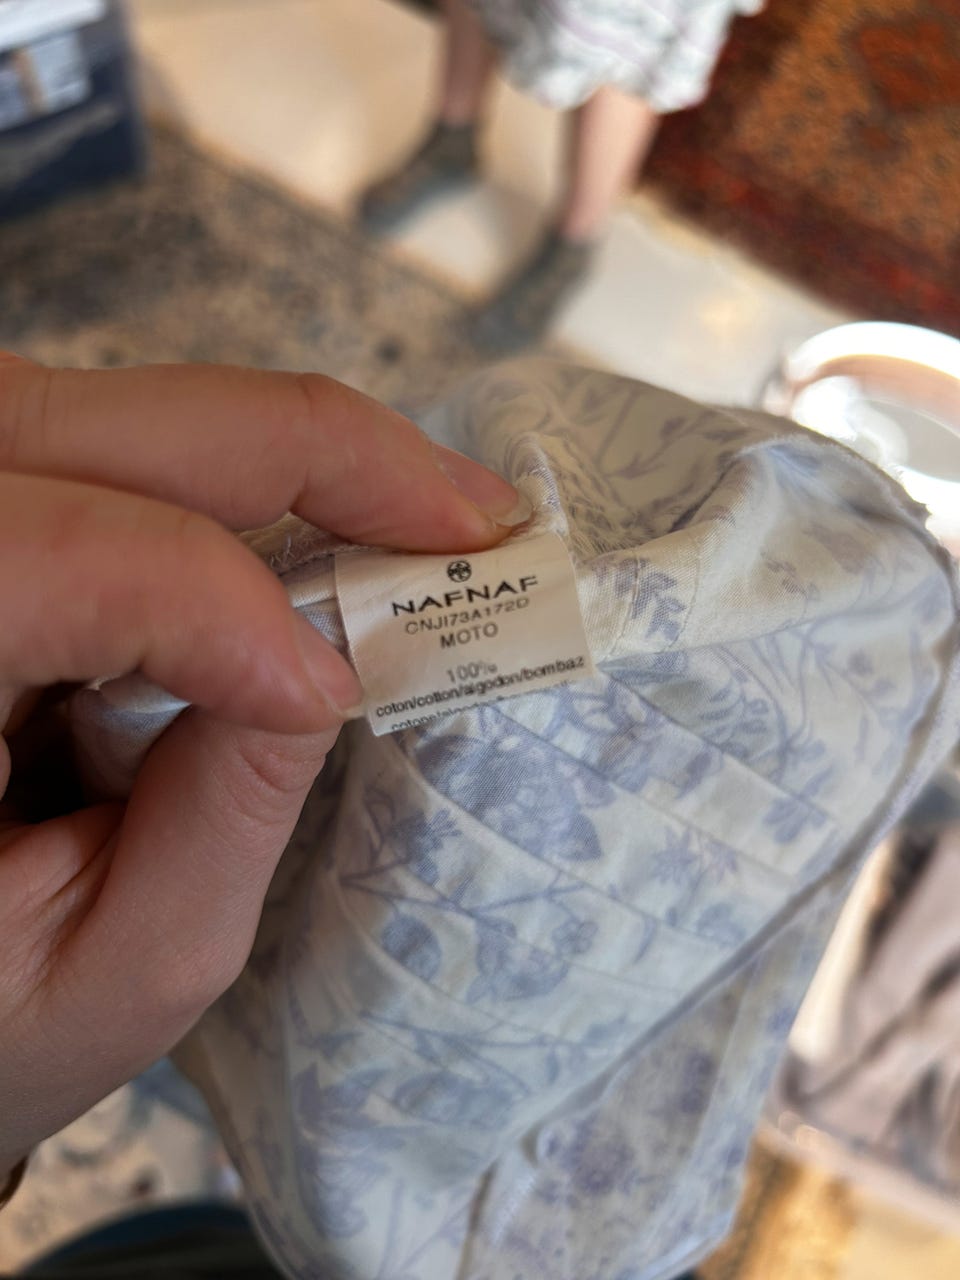 NAFNAF
CNJI73A172D
MOTO
100%
coton/cotton/algodon/bombaz